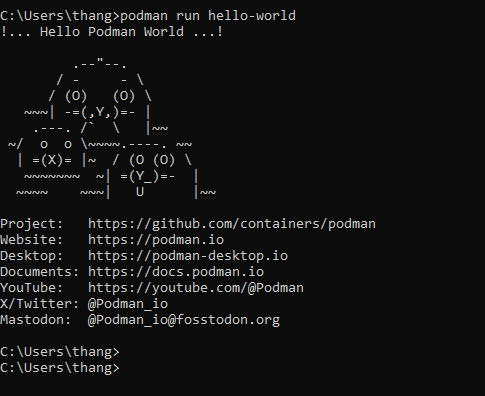 C:\Users\thang>podman run hello-world
!... Hello Podman World ...!

         .--"--.
       / -     - \
      / (O)   (O) \
   ~~~| -=(,Y,)=- |
    .---. /`  \   |~~
 ~/  o  o \~~~~.----. ~~
  | =(X)= |~  / (O (O) \
   ~~~~~~~  ~| =(Y_)=-  |
  ~~~~    ~~~|   U      |~~

Project:   https://github.com/containers/podman
Website:   https://podman.io
Desktop:   https://podman-desktop.io
Documents: https://docs.podman.io
YouTube:   https://youtube.com/@Podman
X/Twitter: @Podman_io
Mastodon:  @Podman_io@fosstodon.org

C:\Users\thang>
C:\Users\thang>